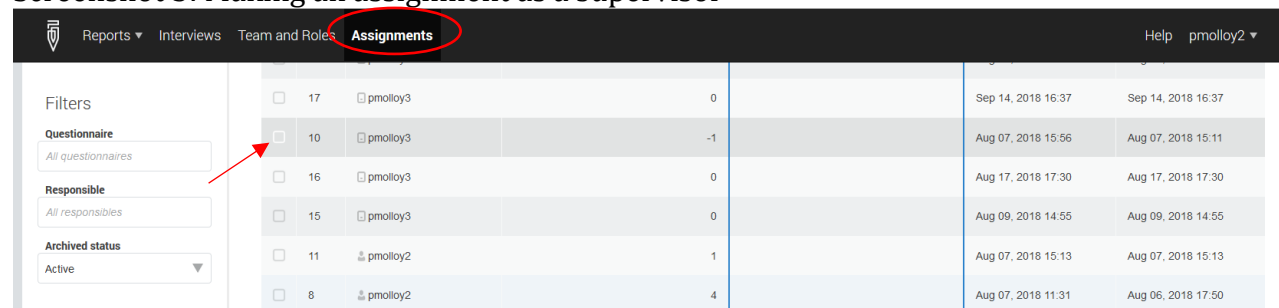 Making an assignment as a supervisor
Reports Interviews Team and Roles Assignments Help pmolloy2
Filters
Questionnaire
All questionnaires
Responsible
All responsibles
Archived status
Active
17 pmolloy3 0 Sep 14, 2018 16:37 Sep 14, 2018 16:37
10 pmolloy3 -1 Aug 07, 2018 15:56 Aug 07, 2018 15:11
16 pmolloy3 0 Aug 17, 2018 17:30 Aug 17, 2018 17:30
15 pmolloy3 0 Aug 09, 2018 14:55 Aug 09, 2018 14:55
11 pmolloy2 1 Aug 07, 2018 15:13 Aug 07, 2018 15:13
8 pmolloy2 4 Aug 07, 2018 11:31 Aug 06, 2018 17:50